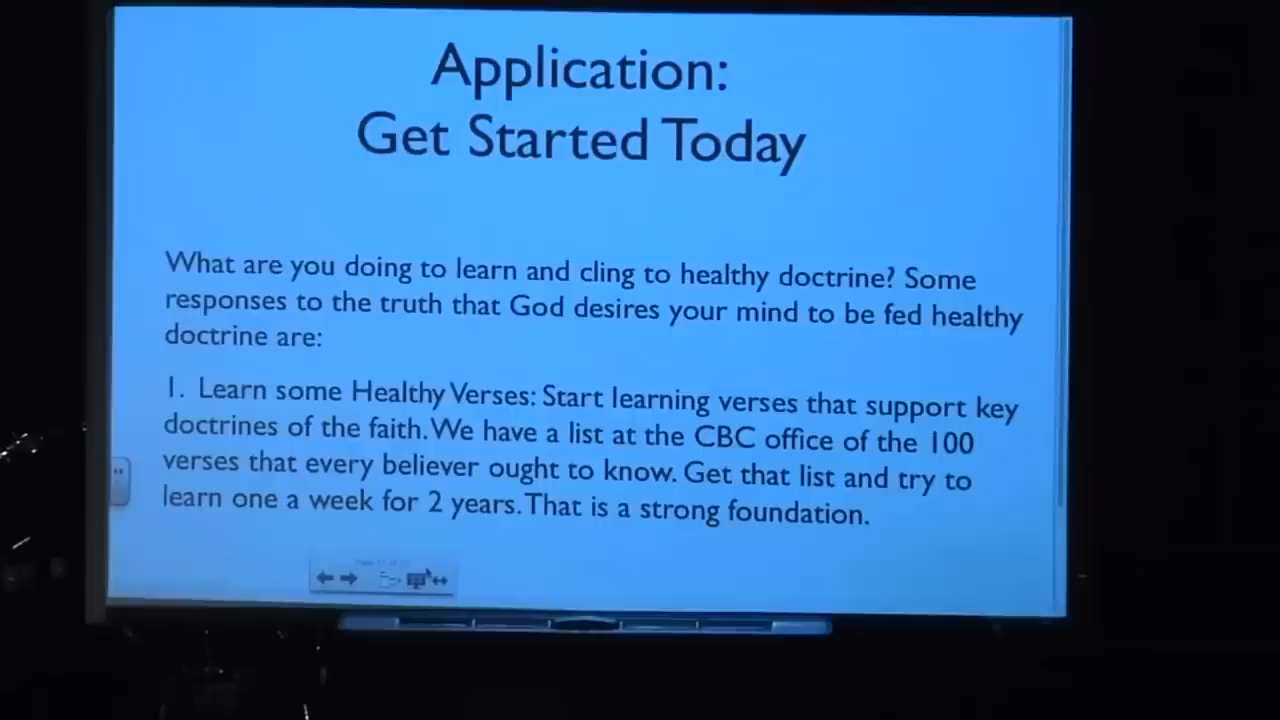 Application:
Get Started Today
What are you doing to learn and cling to healthy doctrine? Some
responses to the truth that God desires your mind to be fed healthy
doctrine are:
1. Learn some Healthy Verses: Start learning verses that support key
doctrines of the faith. We have a list at the CBC office of the 100
verses that every believer ought to know. Get that list and try to
learn one a week for 2 years. That is a strong foundation.